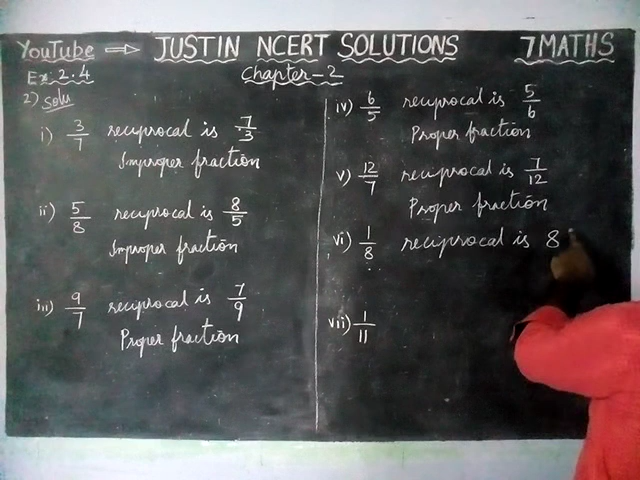 YouTube ⇒ JUSTIN NCERT SOLUTIONS 7 MATHS
Ex: 2.4 Chapter-2
2) Solu
i) 3/7 reciprocal is 7/3
Improper fraction
ii) 5/8 reciprocal is 8/5
Improper fraction
iii) 9/7 reciprocal is 7/9
Proper fraction
iv) 6/5 reciprocal is 5/6
Proper fraction
v) 12/7 reciprocal is 7/12
Proper fraction
vi) 1/8 reciprocal is 8
vii) 1/11